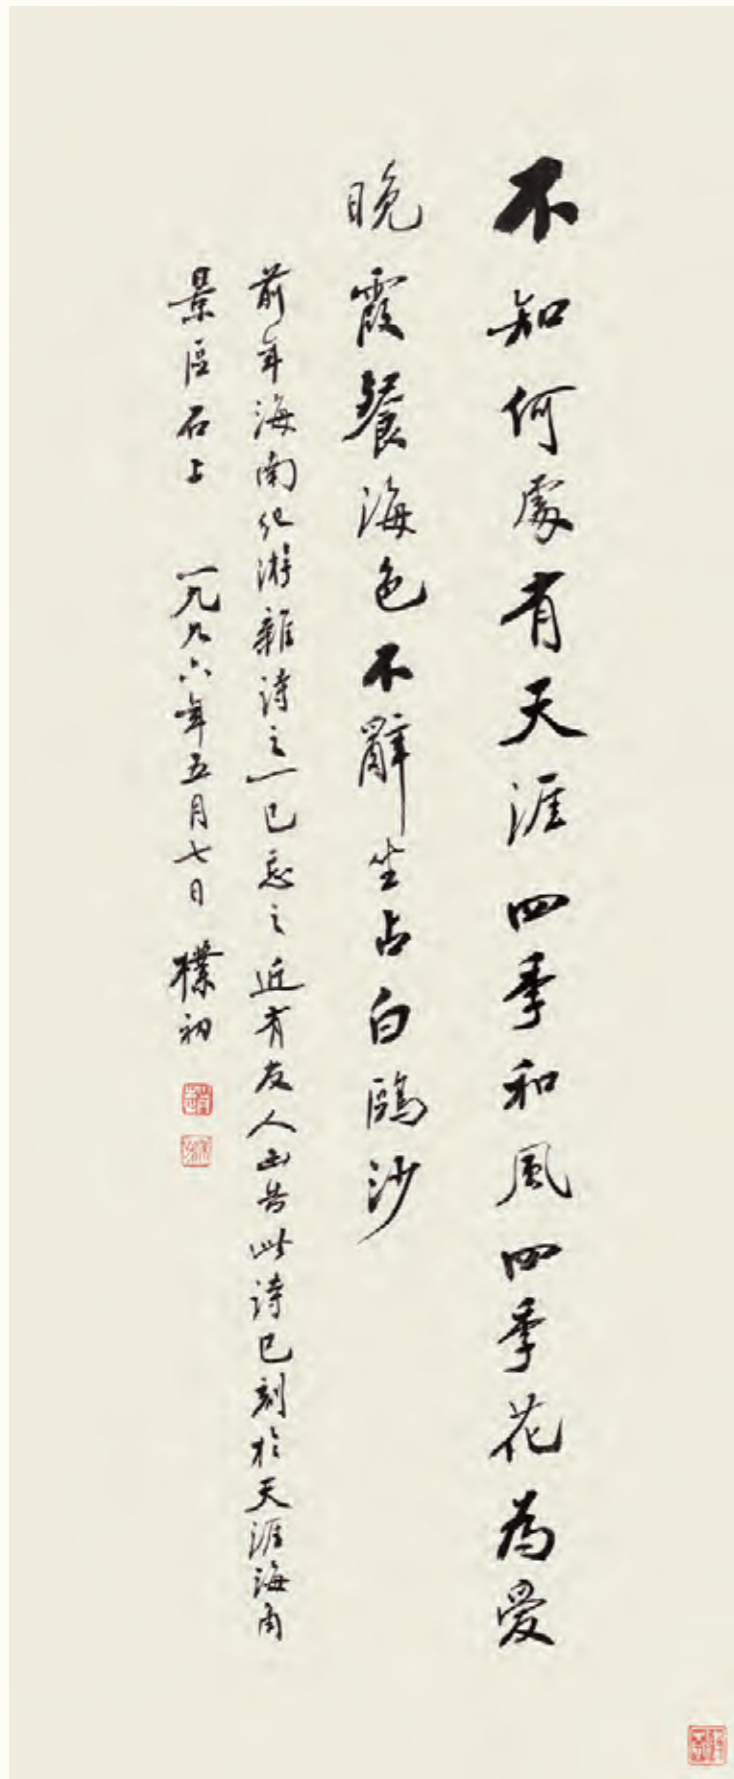 不知何處有天涯四季和風四季花為愛
晚霞餐海色不辭坐占白鷗沙
前年海南紀游雜詩之一已忘之近有友人函告此詩已刻於天涯海角
景區石上 一九九六年五月七日 樸初